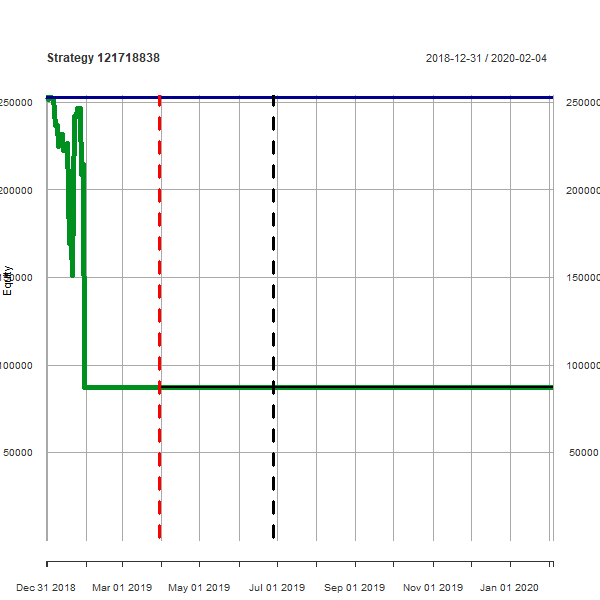 Strategy 121718838
2018-12-31 / 2020-02-04
250000 250000
200000 200000
150000 150000
Equity
100000 100000
50000 50000
Dec 31 2018 Mar 01 2019 May 01 2019 Jul 01 2019 Sep 01 2019 Nov 01 2019 Jan 01 2020